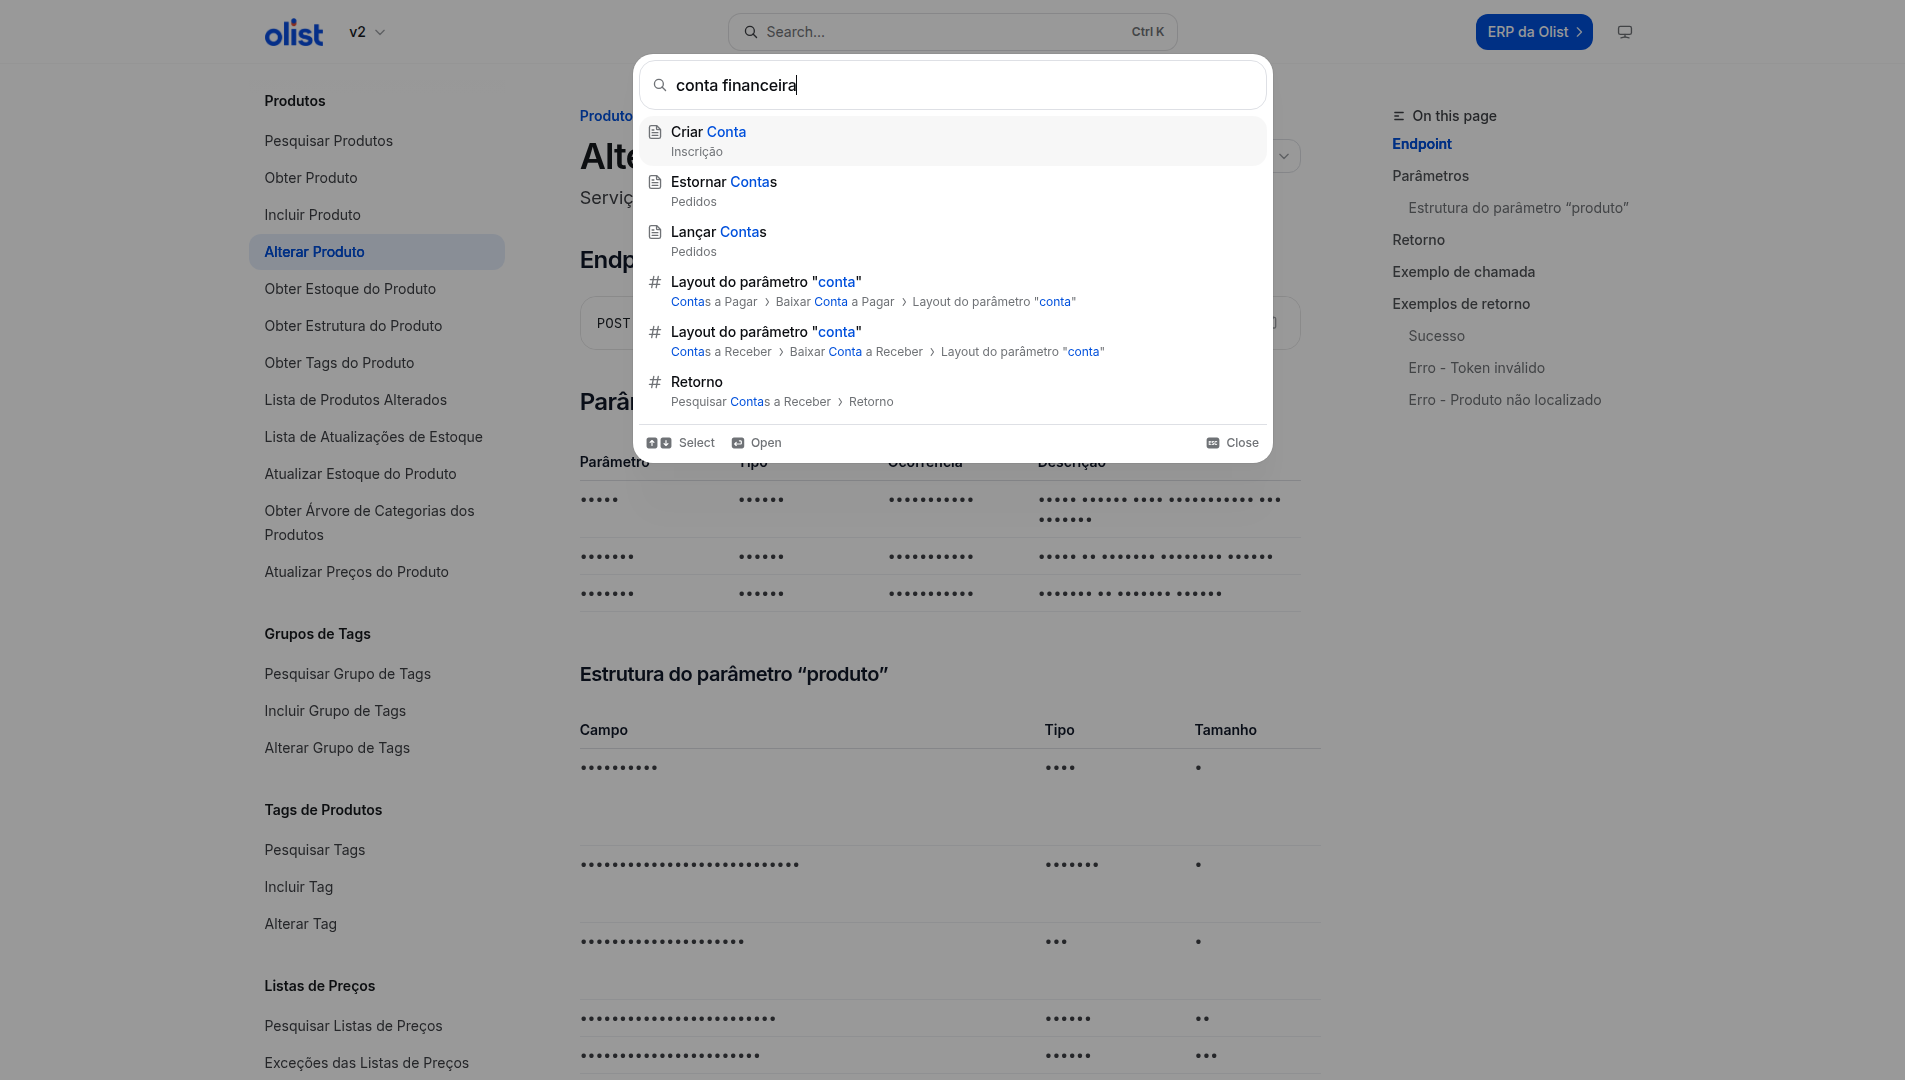 olist
v2
Search...
Ctrl K
ERP da Olist
conta financeira
Criar Conta
Inscrição
Estornar Contas
Pedidos
Lançar Contas
Pedidos
Layout do parâmetro "conta"
Contas a Pagar › Baixar Conta a Pagar › Layout do parâmetro "conta"
Layout do parâmetro "conta"
Contas a Receber › Baixar Conta a Receber › Layout do parâmetro "conta"
Retorno
Pesquisar Contas a Receber › Retorno
Select
Open
ESC
Close
Produtos
Pesquisar Produtos
Obter Produto
Incluir Produto
Alterar Produto
Obter Estoque do Produto
Obter Estrutura do Produto
Obter Tags do Produto
Lista de Produtos Alterados
Lista de Atualizações de Estoque
Atualizar Estoque do Produto
Obter Árvore de Categorias dos
Produtos
Atualizar Preços do Produto
Grupos de Tags
Pesquisar Grupo de Tags
Incluir Grupo de Tags
Alterar Grupo de Tags
Tags de Produtos
Pesquisar Tags
Incluir Tag
Alterar Tag
Listas de Preços
Pesquisar Listas de Preços
Exceções das Listas de Preços
POST
Parâmetro Tipo Ocorrência Descrição
Estrutura do parâmetro “produto”
Campo Tipo Tamanho
On this page
Endpoint
Parâmetros
Estrutura do parâmetro “produto”
Retorno
Exemplo de chamada
Exemplos de retorno
Sucesso
Erro - Token inválido
Erro - Produto não localizado